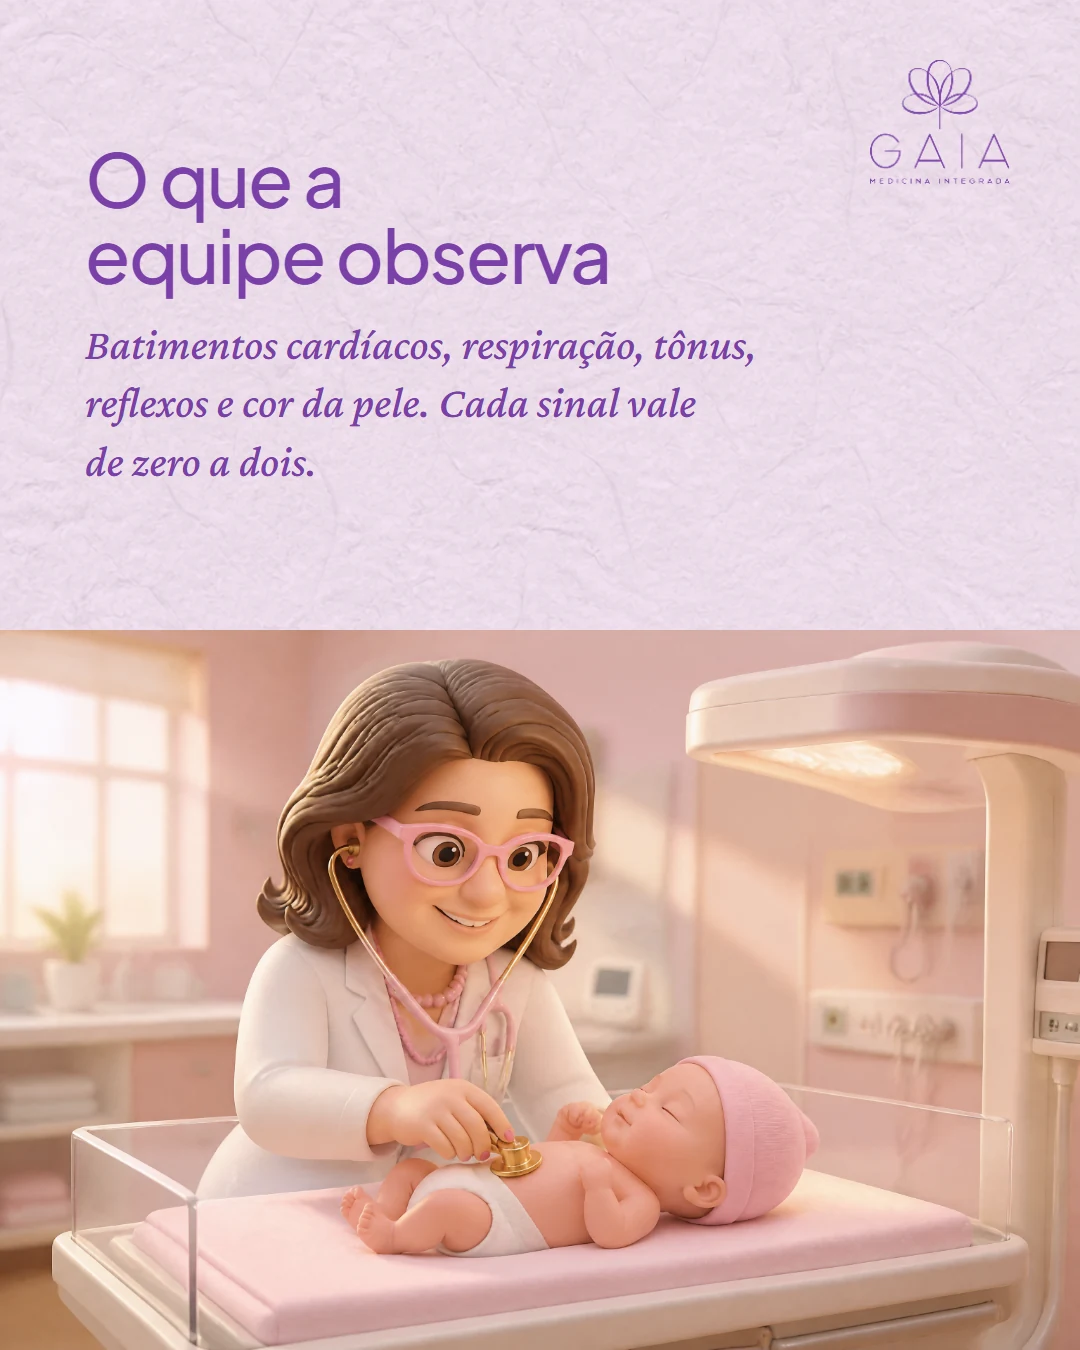 GAIA
MEDICINA INTEGRADA
O que a
equipe observa
Batimentos cardíacos, respiração, tônus,
reflexos e cor da pele. Cada sinal vale
de zero a dois.